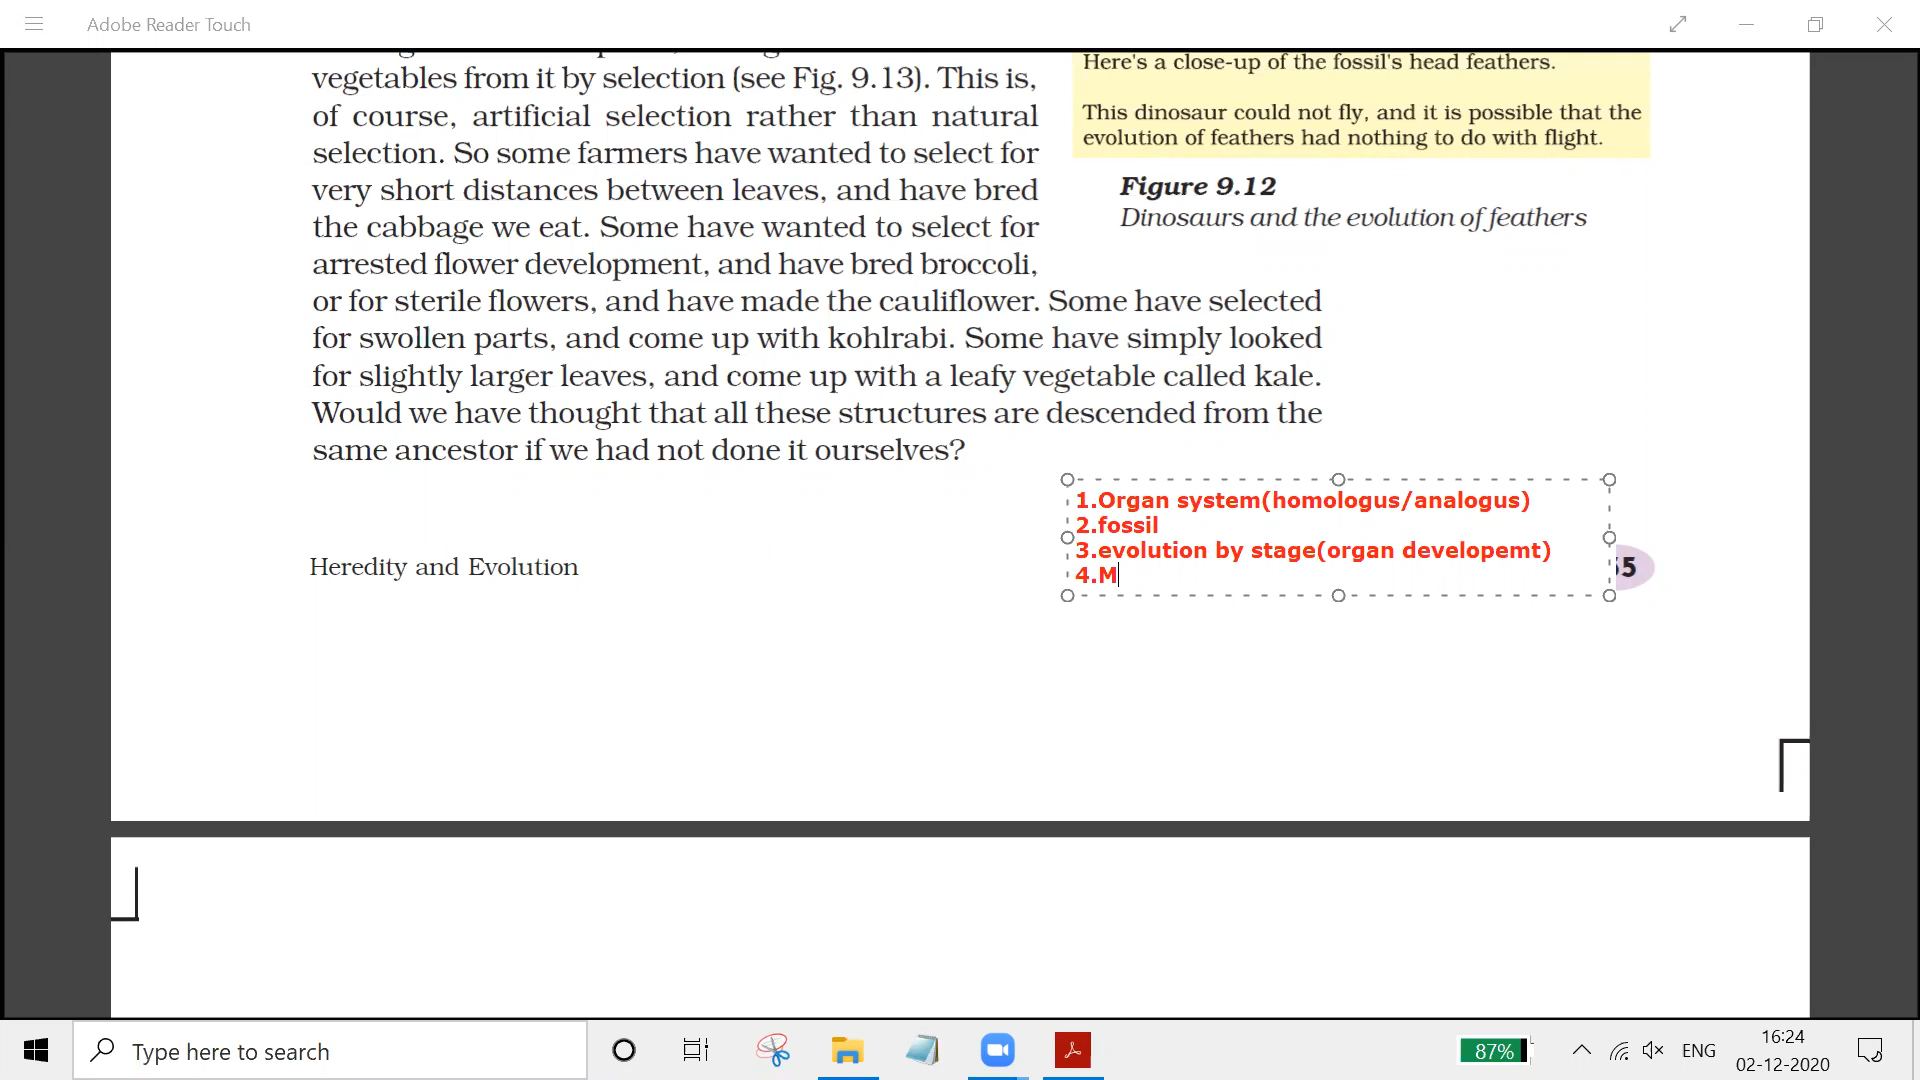 Adobe Reader Touch
vegetables from it by selection (see Fig. 9.13). This is,
of course, artificial selection rather than natural
selection. So some farmers have wanted to select for
very short distances between leaves, and have bred
the cabbage we eat. Some have wanted to select for
arrested flower development, and have bred broccoli,
or for sterile flowers, and have made the cauliflower. Some have selected
for swollen parts, and come up with kohlrabi. Some have simply looked
for slightly larger leaves, and come up with a leafy vegetable called kale.
Would we have thought that all these structures are descended from the
same ancestor if we had not done it ourselves?
Here's a close-up of the fossil's head feathers.
This dinosaur could not fly, and it is possible that the
evolution of feathers had nothing to do with flight.
Figure 9.12
Dinosaurs and the evolution of feathers
1.Organ system(homologus/analogus)
2.fossil
3.evolution by stage(organ developemt)
4.M
Heredity and Evolution
5
Type here to search
87%
ENG
16:24
02-12-2020